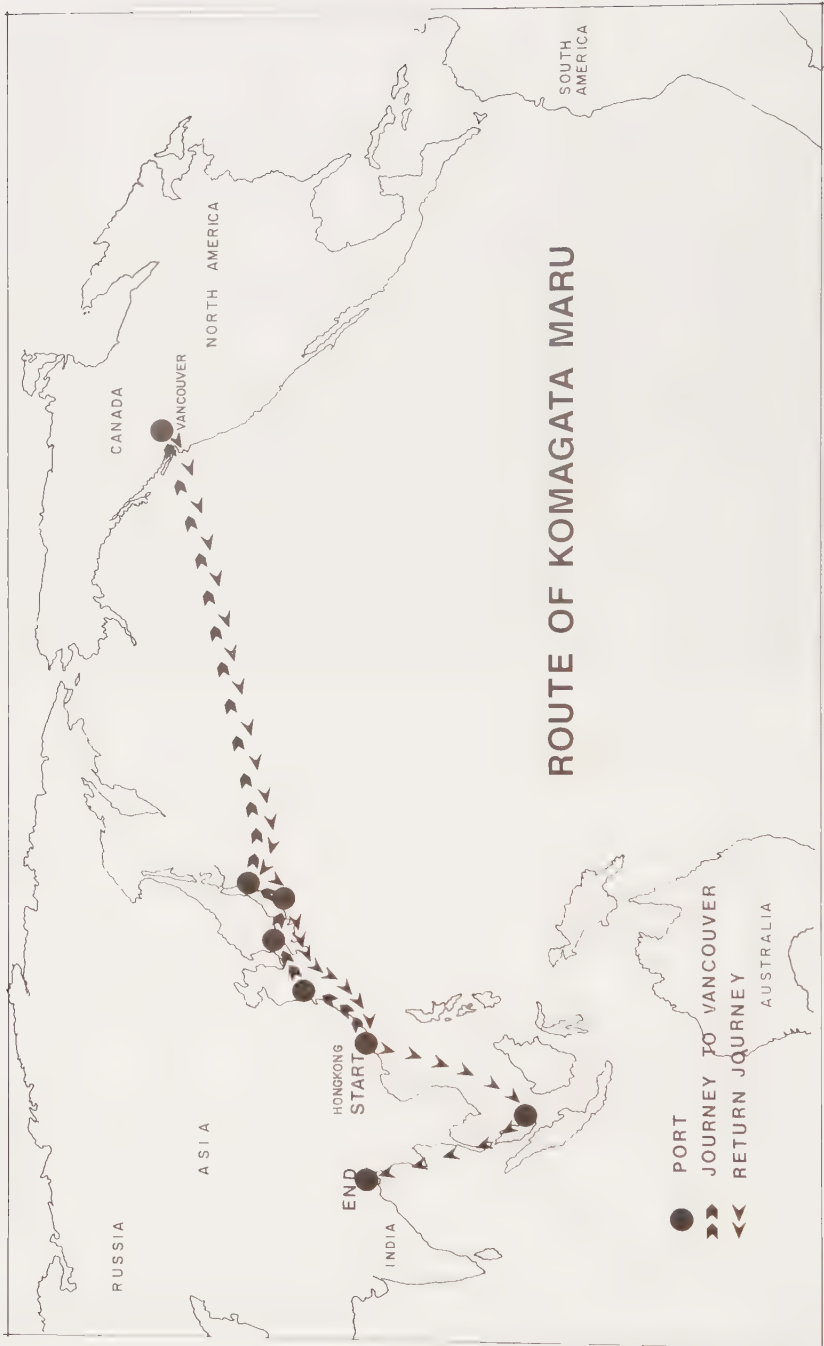 RUSSIA
ASIA
CANADA
VANCOUVER
NORTH AMERICA
HONGKONG
START
END
INDIA
SOUTH
AMERICA
ROUTE OF KOMAGATA MARU
AUSTRALIA
PORT
JOURNEY TO VANCOUVER
RETURN JOURNEY